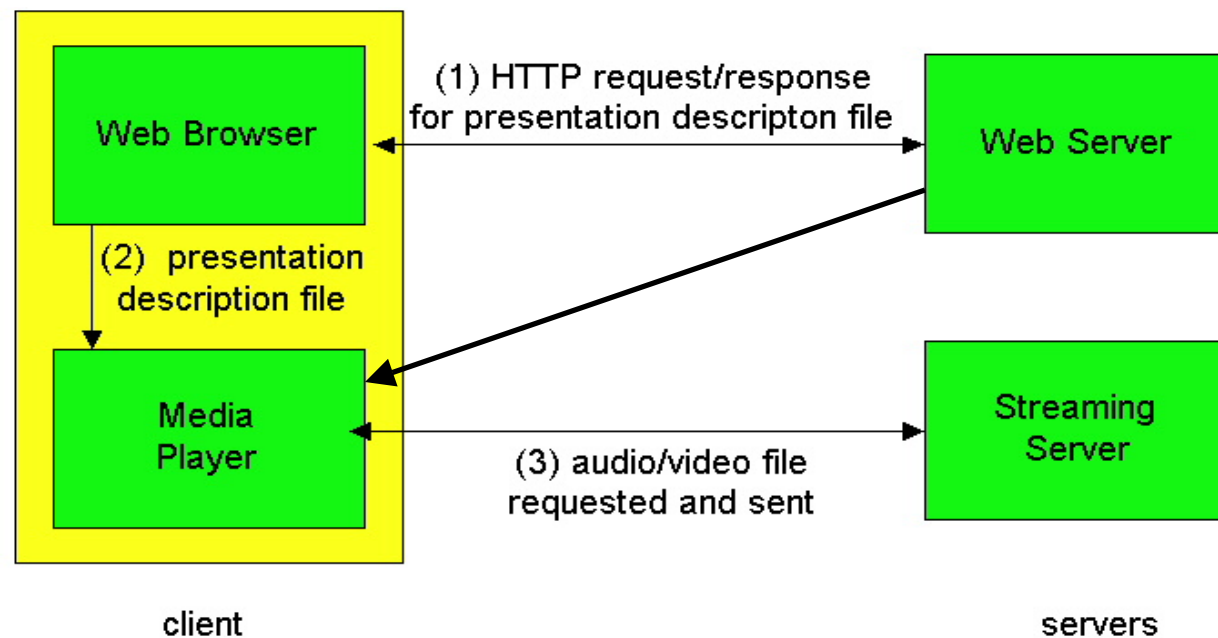 Web Browser
(1) HTTP request/response
for presentation descripton file
Web Server
(2) presentation
description file
Media
Player
(3) audio/video file
requested and sent
Streaming
Server
client
servers